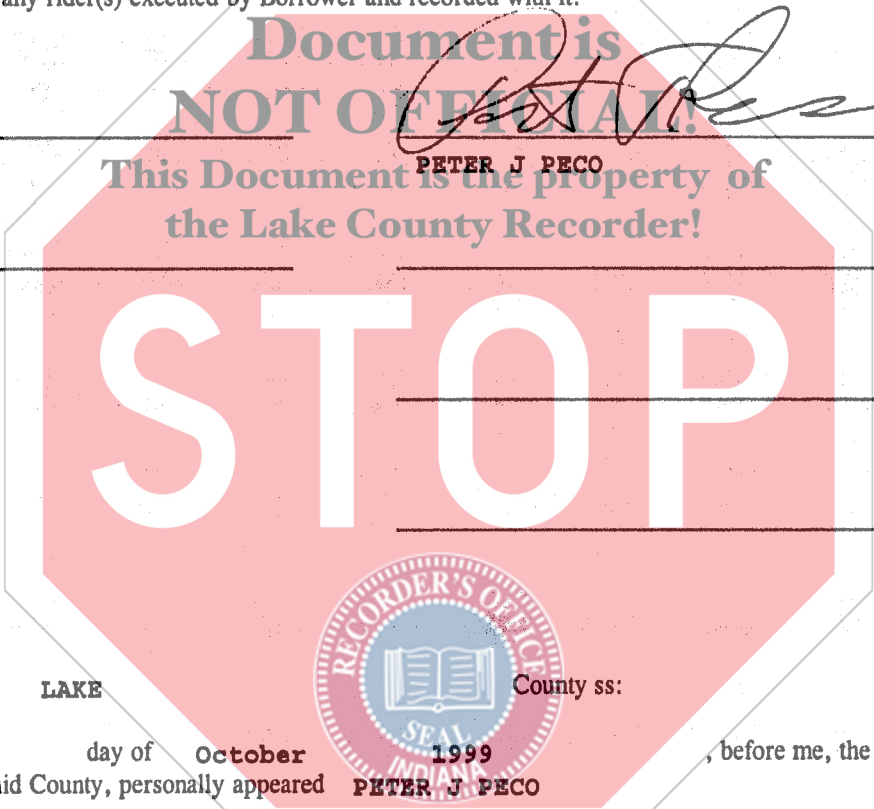 any rider(s) executed by Borrower and recorded with it.
Document is
NOT OFFICIAL!
PETER J PECO
This Document is the property of
the Lake County Recorder!
STOP
RECORDER'S OFFICE
SEAL
INDIANA
LAKE County ss:
day of October 1999 , before me, the
aid County, personally appeared PETER J PECO